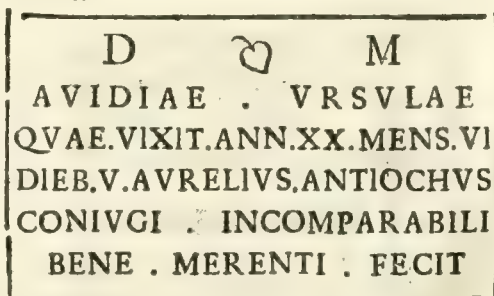 D ❦ M
AVIDIAE . VRSVLAE
QVAE.VIXIT.ANN.XX.MENS.VI
DIEB.V.AVRELIVS.ANTIOCHVS
CONIVGI . INCOMPARABILI
BENE . MERENTI . FECIT